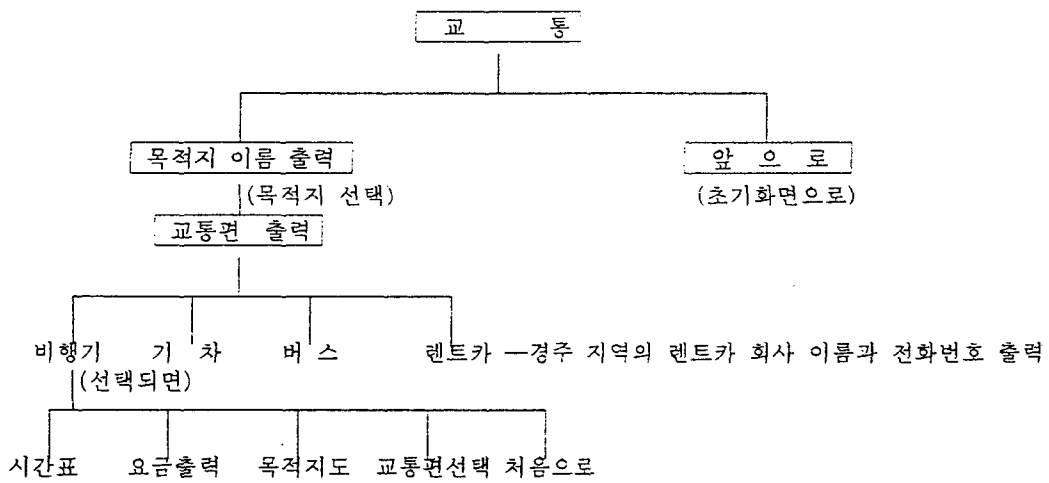 교 통
목적지 이름 출력 앞 으 로
(목적지 선택) (초기화면으로)
교통편 출력
비행기 기 차 버 스 렌트카 —경주 지역의 렌트카 회사 이름과 전화번호 출력
(선택되면)
시간표 요금출력 목적지도 교통편선택 처음으로